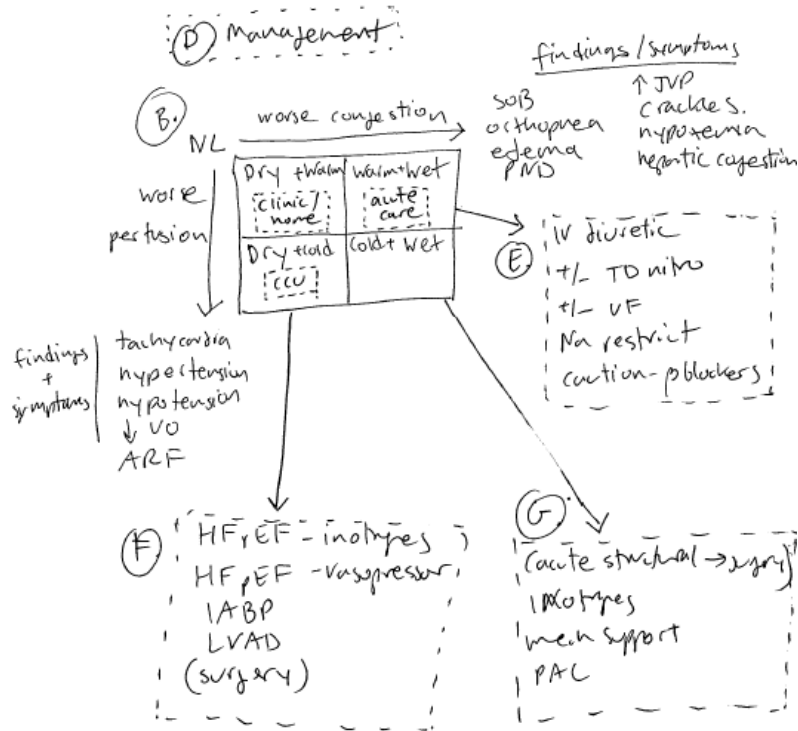 D Management
findings/symptoms
B.
NL
worse congestion
SOB
orthopnea
edema
PND
↑ JVP
crackles.
hypoxemia
hepatic congestion
worse
perfusion
Dry + Warm
clinic/
home
warm + wet
acute
care
Dry + cold
CCU
Cold + Wet
E.
IV diuretic
+/- TD nitro
+/- UF
Na restrict
caution - β blockers
findings
+
symptoms
tachycardia
hypertension
hypotension
↓ UO
ARF
F
HFrEF - inotropes
HFpEF - vasopressor
IABP
LVAD
(surgery)
G.
(acute structural → surgery)
inotropes
mech support
PAC